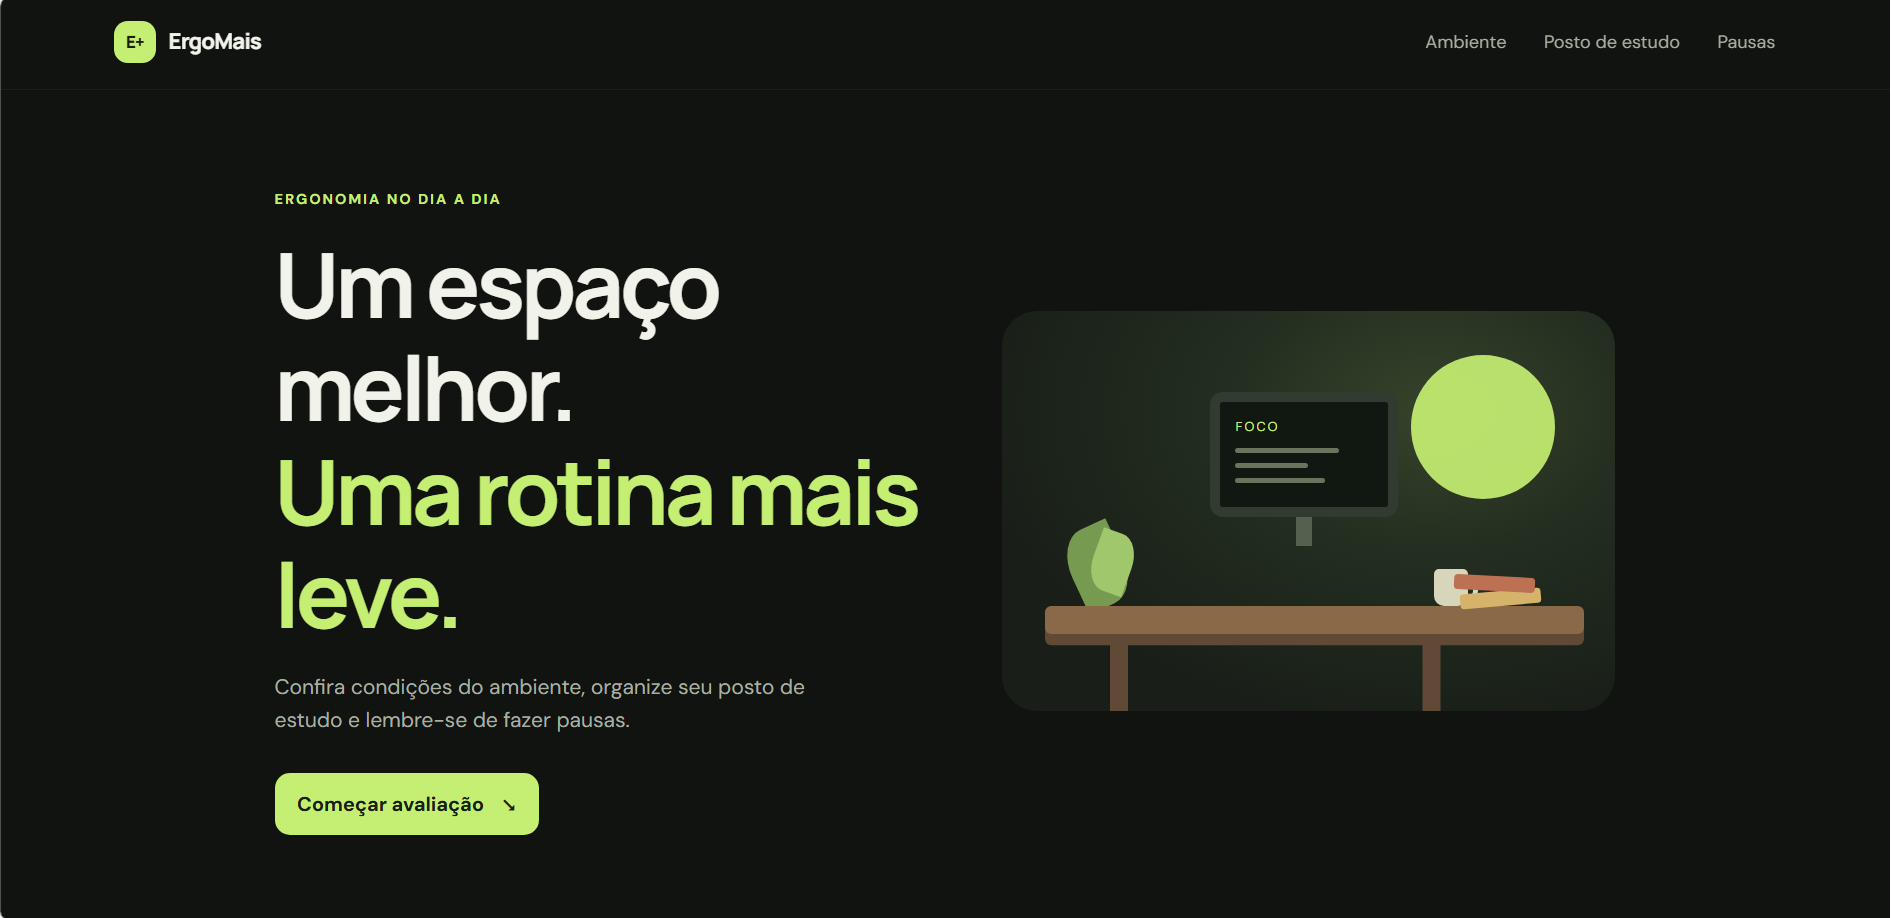 E+ ErgoMais
Ambiente Posto de estudo Pausas
ERGONOMIA NO DIA A DIA
Um espaço
melhor.
Uma rotina mais
leve.
Confira condições do ambiente, organize seu posto de
estudo e lembre-se de fazer pausas.
Começar avaliação ↘
FOCO